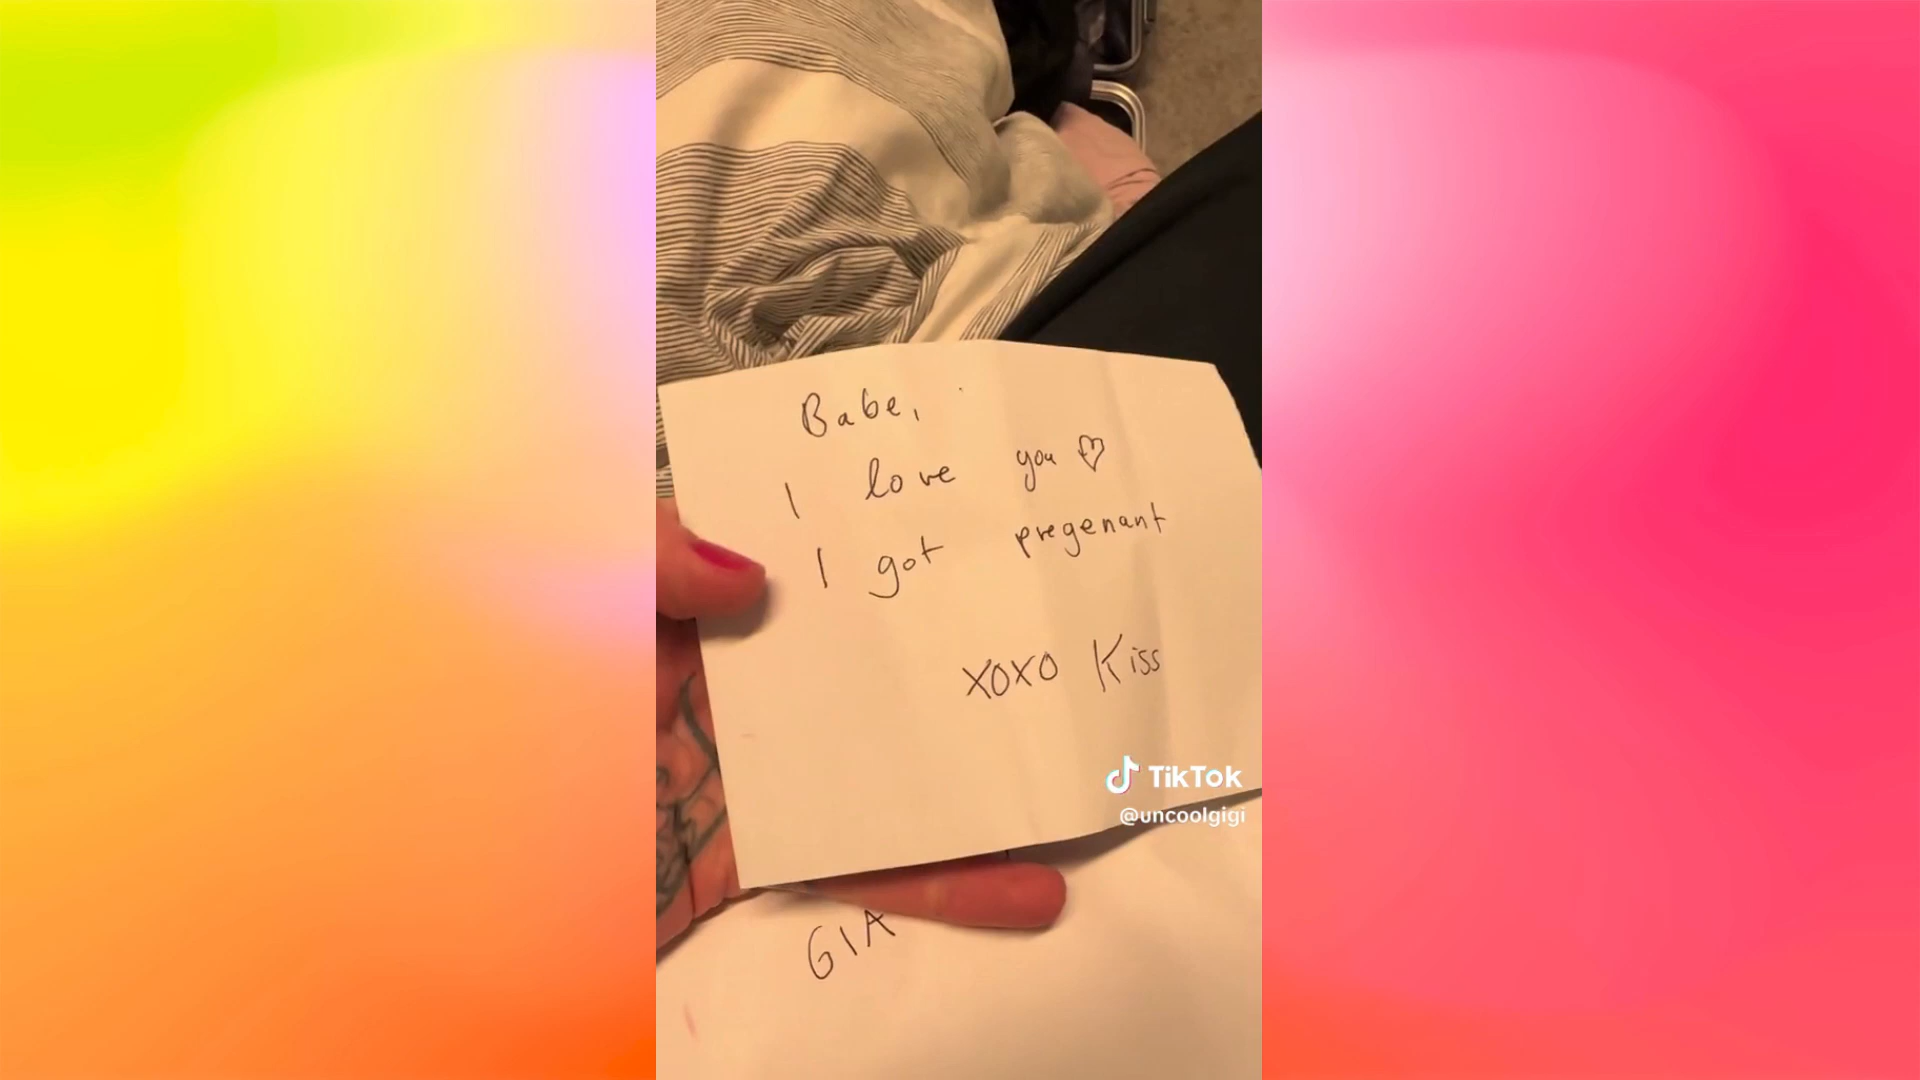 Babe,
I love you ♡
I got pregenant
XOXO Kiss
TikTok
@uncoolgigi
GIA